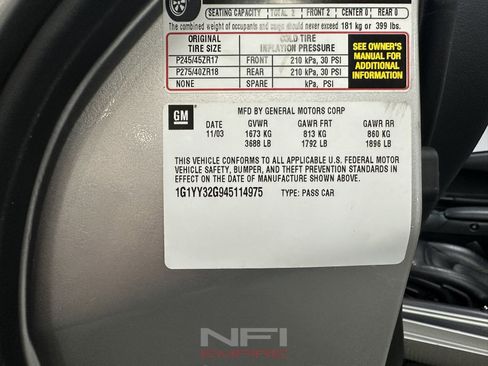 SEATING CAPACITY TOTAL 2 FRONT 2 CENTER 0 REAR 0
The combined weight of occupants and cargo should never exceed 181 kg or 399 lbs.
ORIGINAL TIRE SIZE COLD TIRE INFLATION PRESSURE
P245/45ZR17 FRONT 210 kPa, 30 PSI
P275/40ZR18 REAR 210 kPa, 30 PSI
NONE SPARE kPa, PSI
SEE OWNER'S
MANUAL FOR
ADDITIONAL
INFORMATION
GM MFD BY GENERAL MOTORS CORP
DATE GVWR GAWR FRT GAWR RR
11/03 1673 KG 813 KG 860 KG
3688 LB 1792 LB 1896 LB
THIS VEHICLE CONFORMS TO ALL APPLICABLE U.S. FEDERAL MOTOR
VEHICLE SAFETY, BUMPER, AND THEFT PREVENTION STANDARDS IN
EFFECT ON THE DATE OF MANUFACTURE SHOWN ABOVE.
1G1YY32G945114975 TYPE: PASS CAR
NFI
EMPIRE